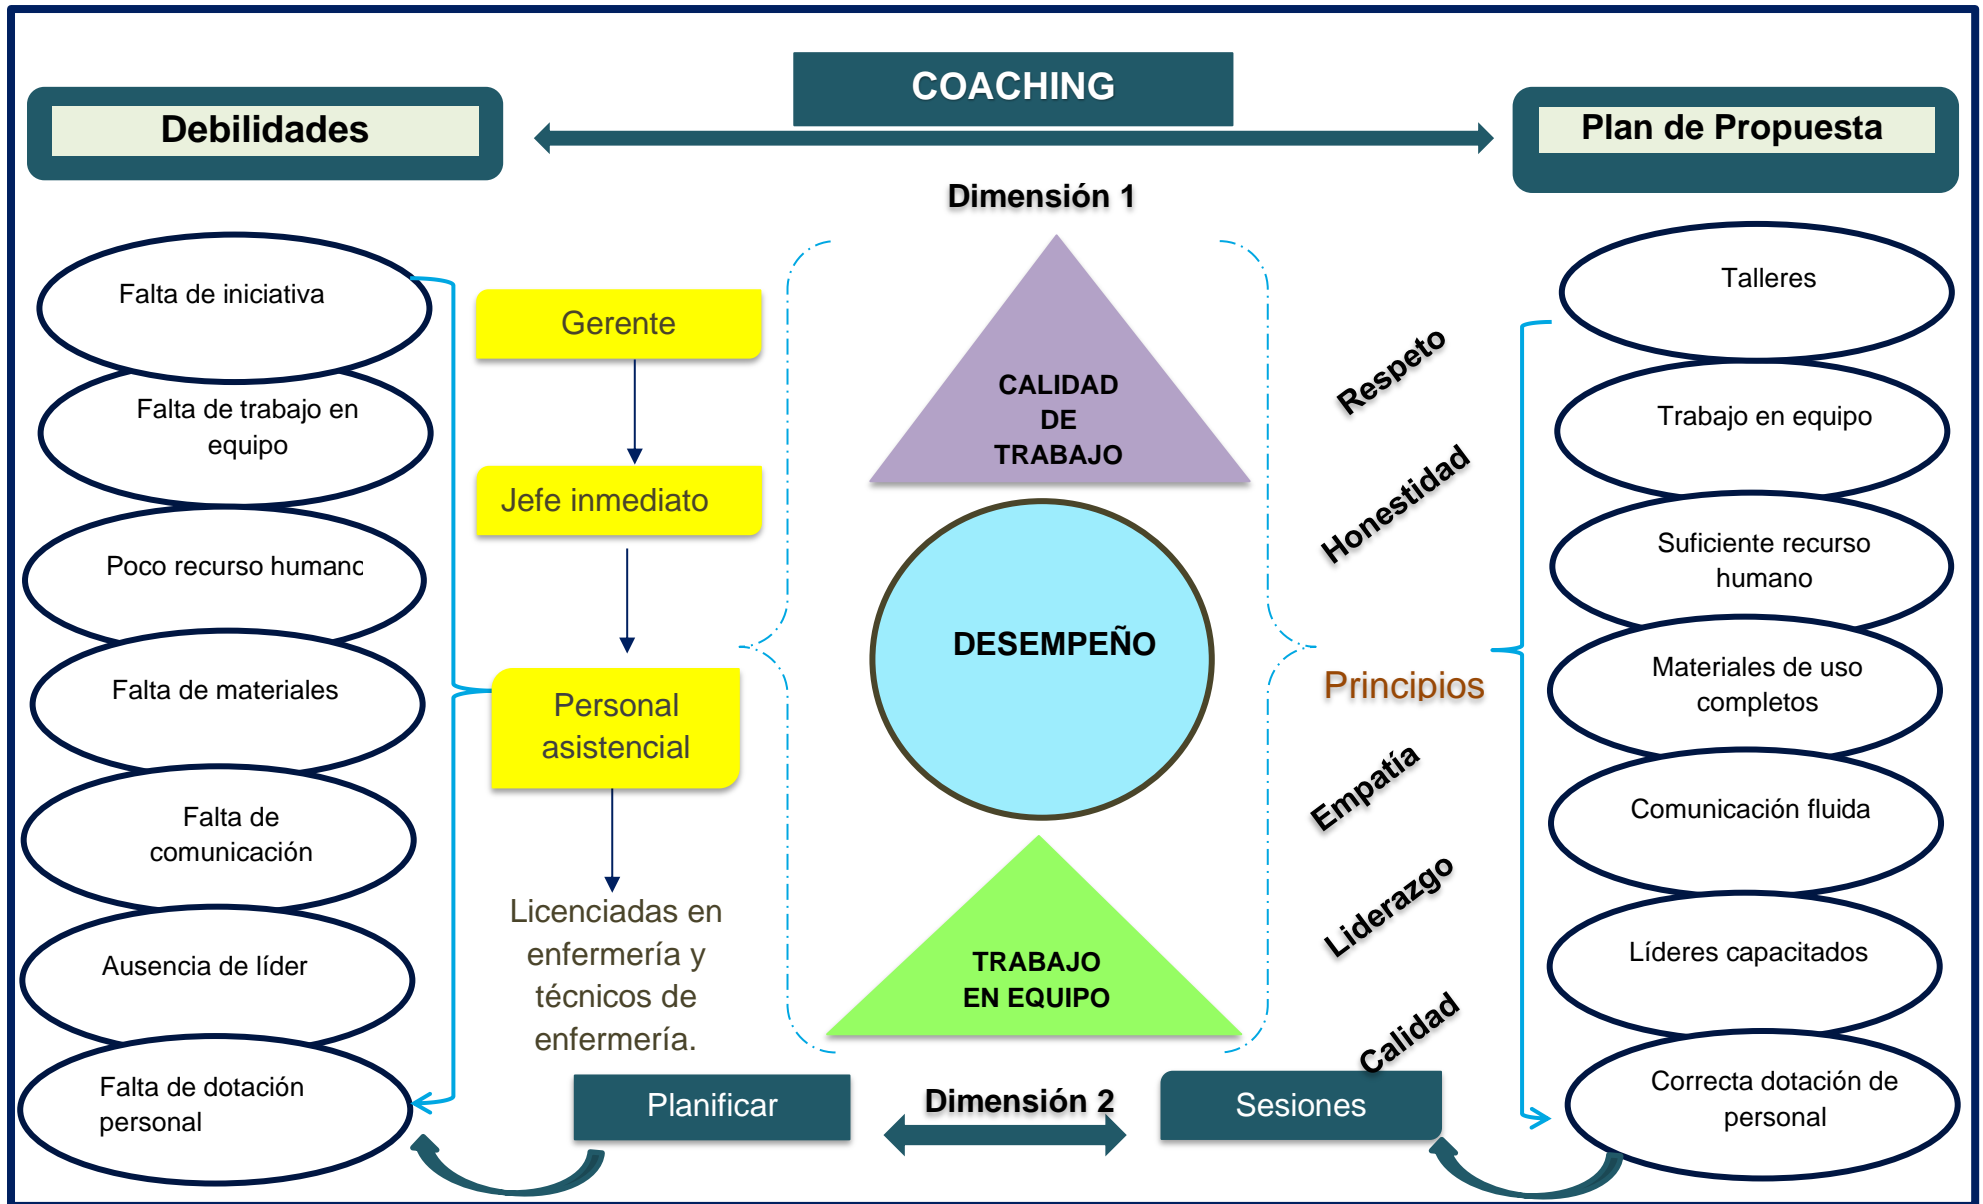 COACHING
Debilidades
Plan de Propuesta
Dimensión 1
Falta de iniciativa
Falta de trabajo en
equipo
Poco recurso humano
Falta de materiales
Falta de
comunicación
Ausencia de líder
Falta de dotación
personal
Gerente
Jefe inmediato
Personal
asistencial
Licenciadas en
enfermería y
técnicos de
enfermería.
CALIDAD
DE
TRABAJO
DESEMPEÑO
TRABAJO
EN EQUIPO
Respeto
Honestidad
Principios
Empatía
Liderazgo
Calidad
Talleres
Trabajo en equipo
Suficiente recurso
humano
Materiales de uso
completos
Comunicación fluida
Líderes capacitados
Correcta dotación de
personal
Planificar
Dimensión 2
Sesiones